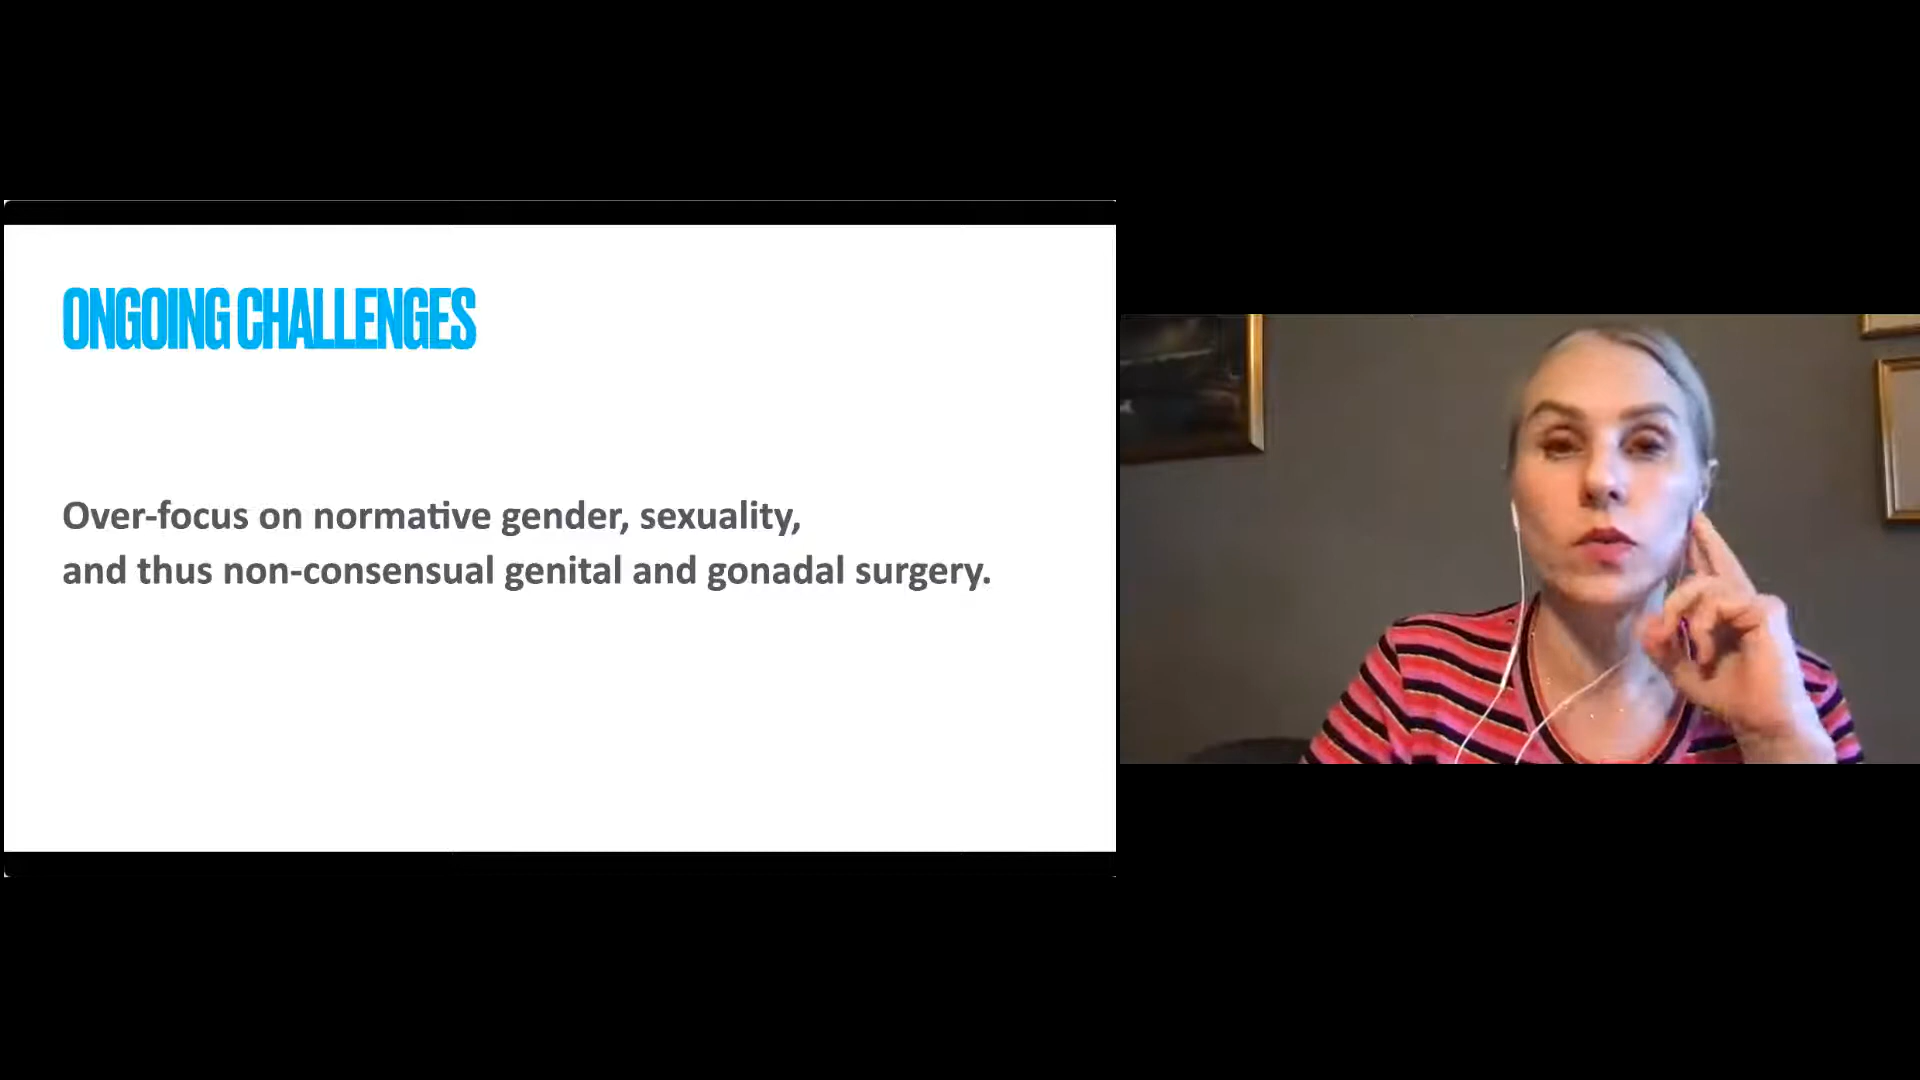 ONGOING CHALLENGES
Over-focus on normative gender, sexuality,
and thus non-consensual genital and gonadal surgery.